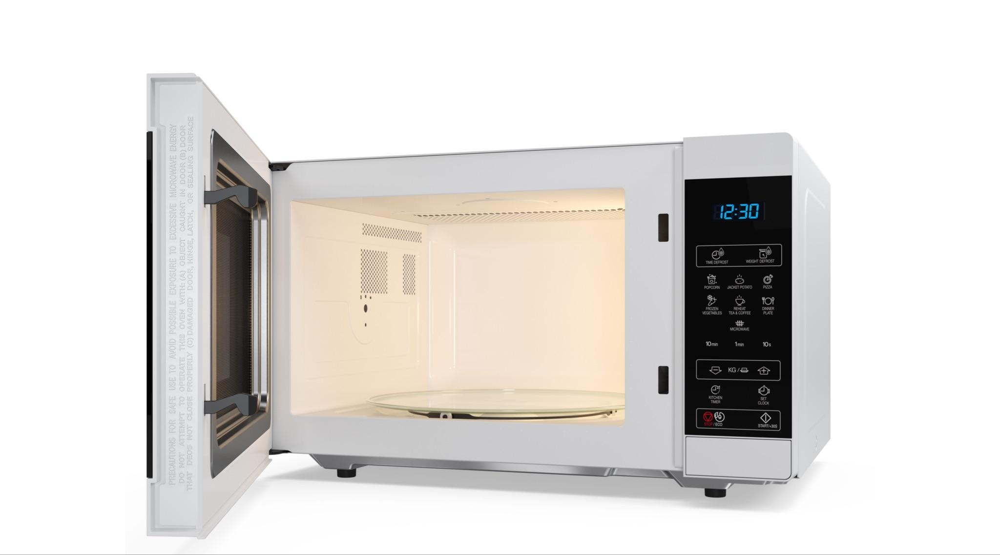 PRECAUTIONS FOR SAFE USE TO AVOID POSSIBLE EXPOSURE TO EXCESSIVE MICROWAVE ENERGY
DO NOT ATTEMPT TO OPERATE THIS OVEN WITH: (A) OBJECT CAUGHT IN DOOR (B) DOOR
THAT DEOS NOT CLOSE PROPERLY (C) DAMAGED DOOR, HINGE, LATCH, OR SEALING SURFACE
12:30
TIME DEFROST WEIGHT DEFROST
POPCORN JACKET POTATO PIZZA
FROZEN REHEAT DINNER
VEGETABLES TEA & COFFEE PLATE
MICROWAVE
10min 1min 10s
KG /
KITCHEN SET
TIMER CLOCK
STOP / ECO START/+30S